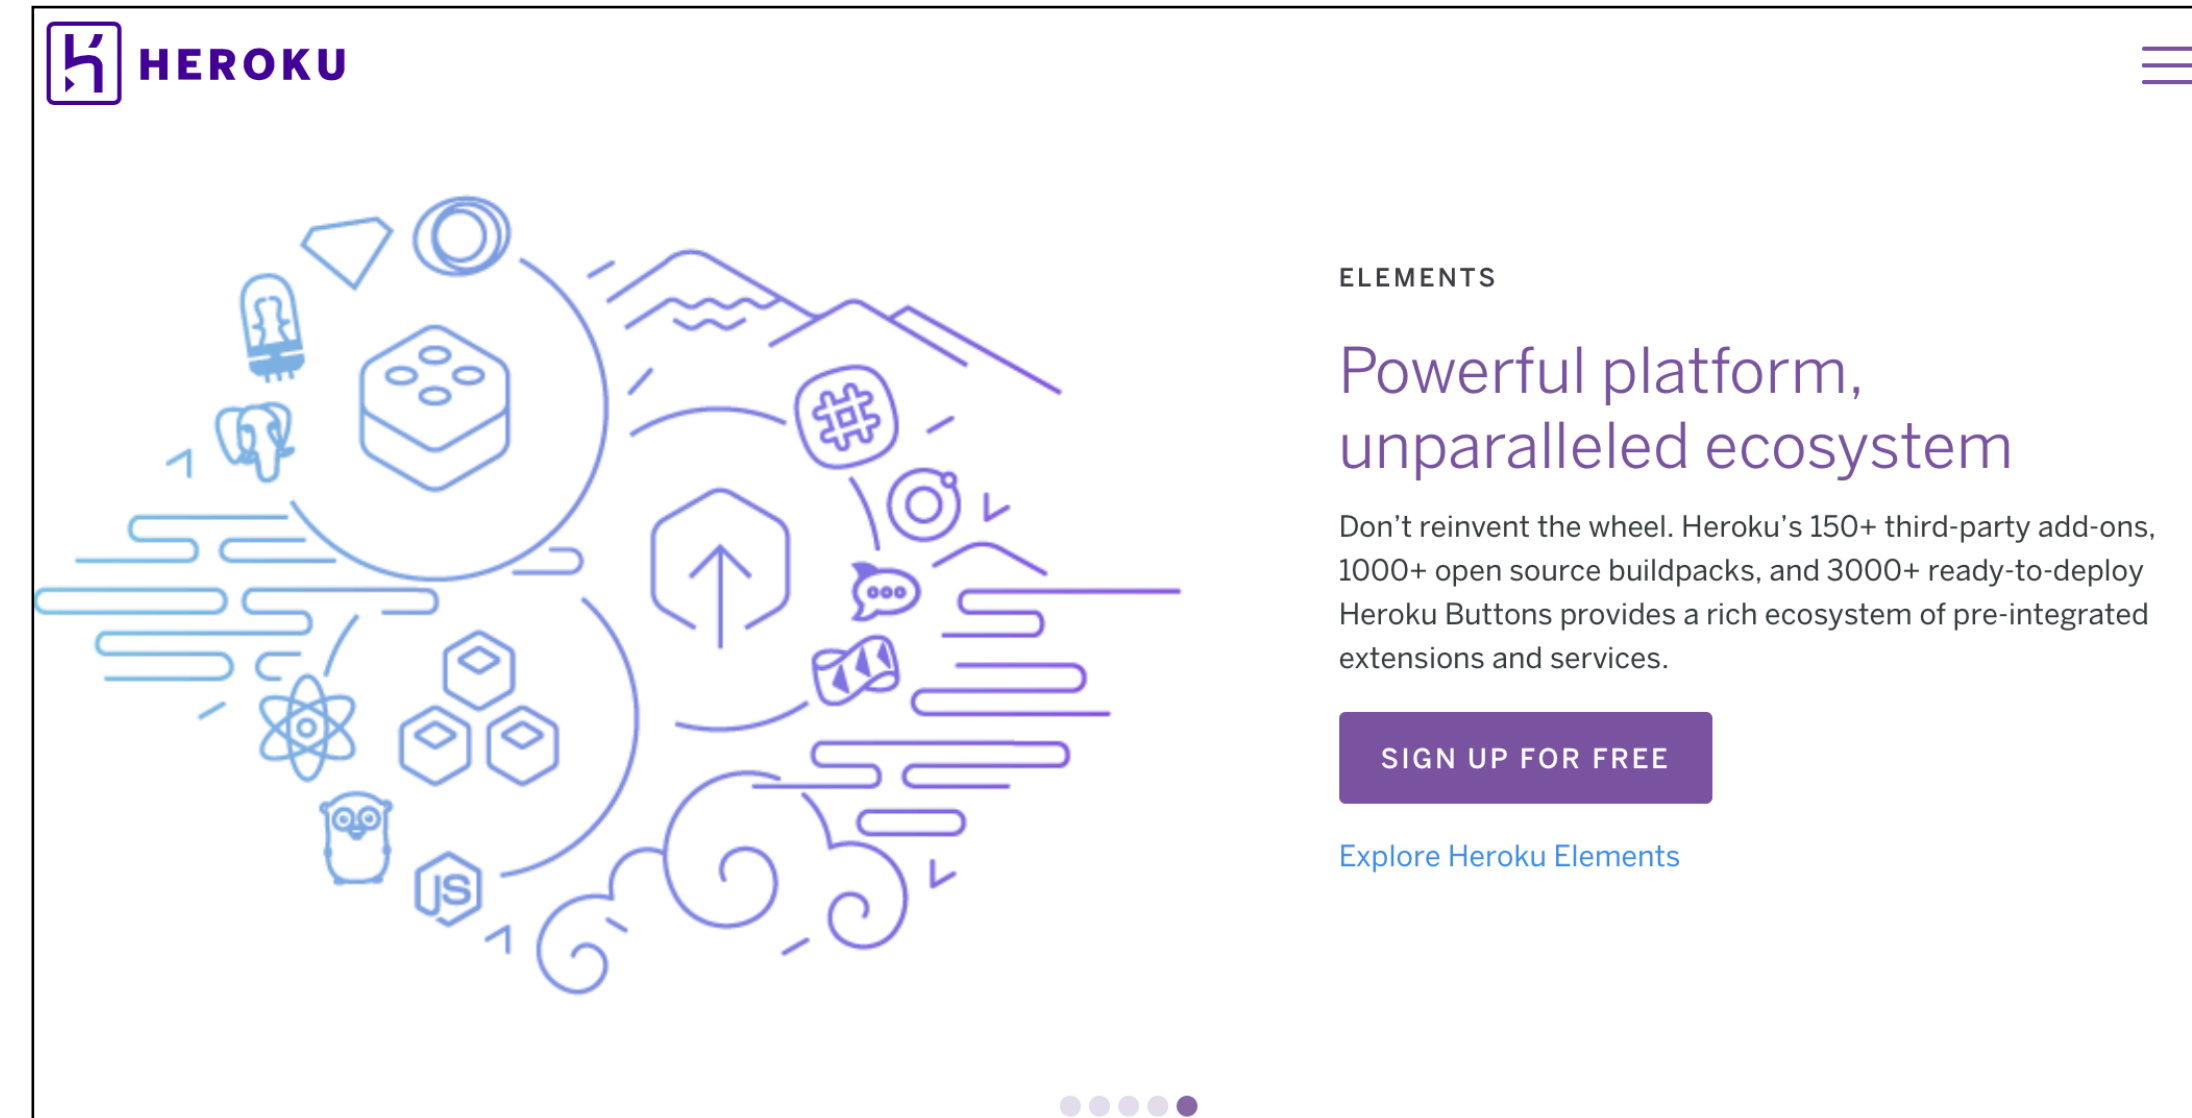 HEROKU
ELEMENTS
Powerful platform,
unparalleled ecosystem
Don’t reinvent the wheel. Heroku’s 150+ third-party add-ons,
1000+ open source buildpacks, and 3000+ ready-to-deploy
Heroku Buttons provides a rich ecosystem of pre-integrated
extensions and services.
SIGN UP FOR FREE
Explore Heroku Elements
JS